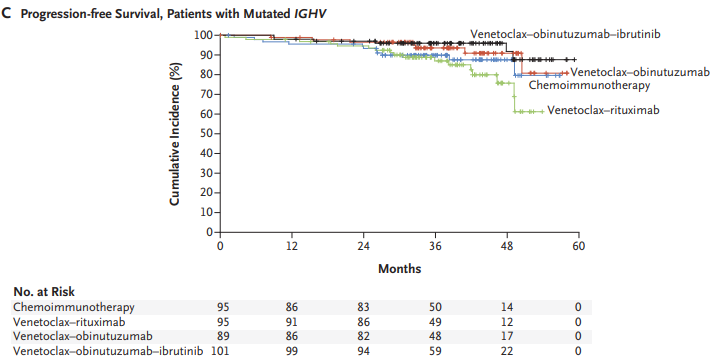 C Progression-free Survival, Patients with Mutated IGHV
Cumulative Incidence (%)
100
90
80
70
60
50
40
30
20
10
0
Venetoclax–obinutuzumab–ibrutinib
Venetoclax–obinutuzumab
Chemoimmunotherapy
Venetoclax–rituximab
0 12 24 36 48 60
Months
No. at Risk
Chemoimmunotherapy 95 86 83 50 14 0
Venetoclax–rituximab 95 91 86 49 12 0
Venetoclax–obinutuzumab 89 86 82 48 17 0
Venetoclax–obinutuzumab–ibrutinib 101 99 94 59 22 0